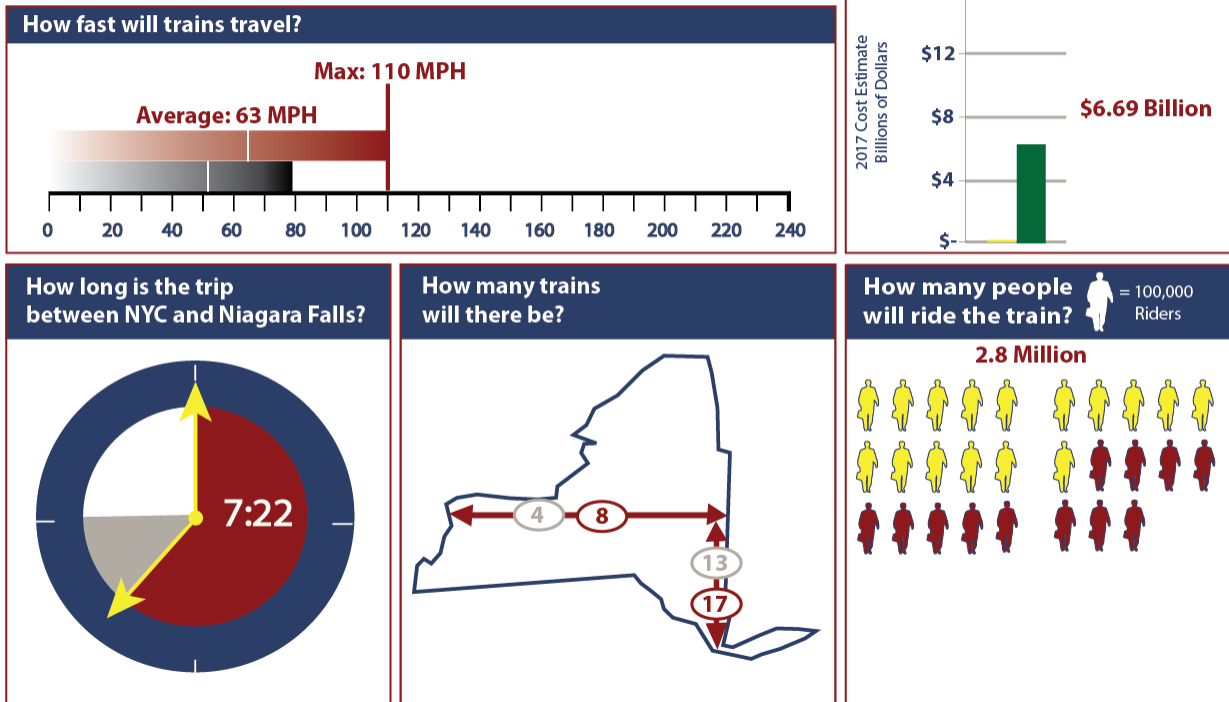 How fast will trains travel?
Max: 110 MPH
Average: 63 MPH
0 20 40 60 80 100 120 140 160 180 200 220 240
2017 Cost Estimate
Billions of Dollars
$12
$8
$4
$-
$6.69 Billion
How long is the trip
between NYC and Niagara Falls?
7:22
How many trains
will there be?
4
8
13
17
How many people
will ride the train?
= 100,000
Riders
2.8 Million